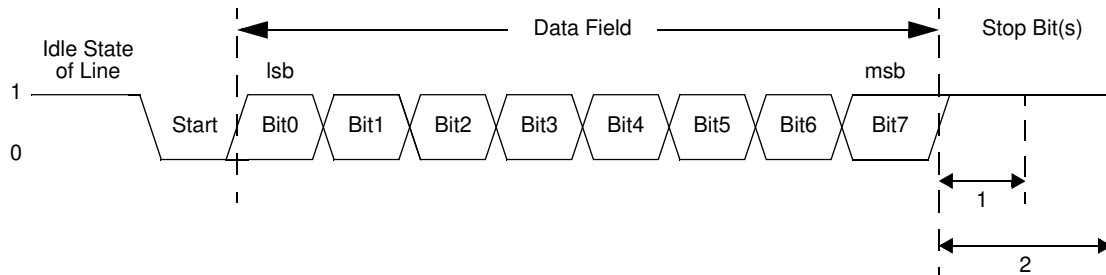 Data Field
Stop Bit(s)
Idle State
of Line
lsb
msb
1
Start
Bit0
Bit1
Bit2
Bit3
Bit4
Bit5
Bit6
Bit7
0
1
2